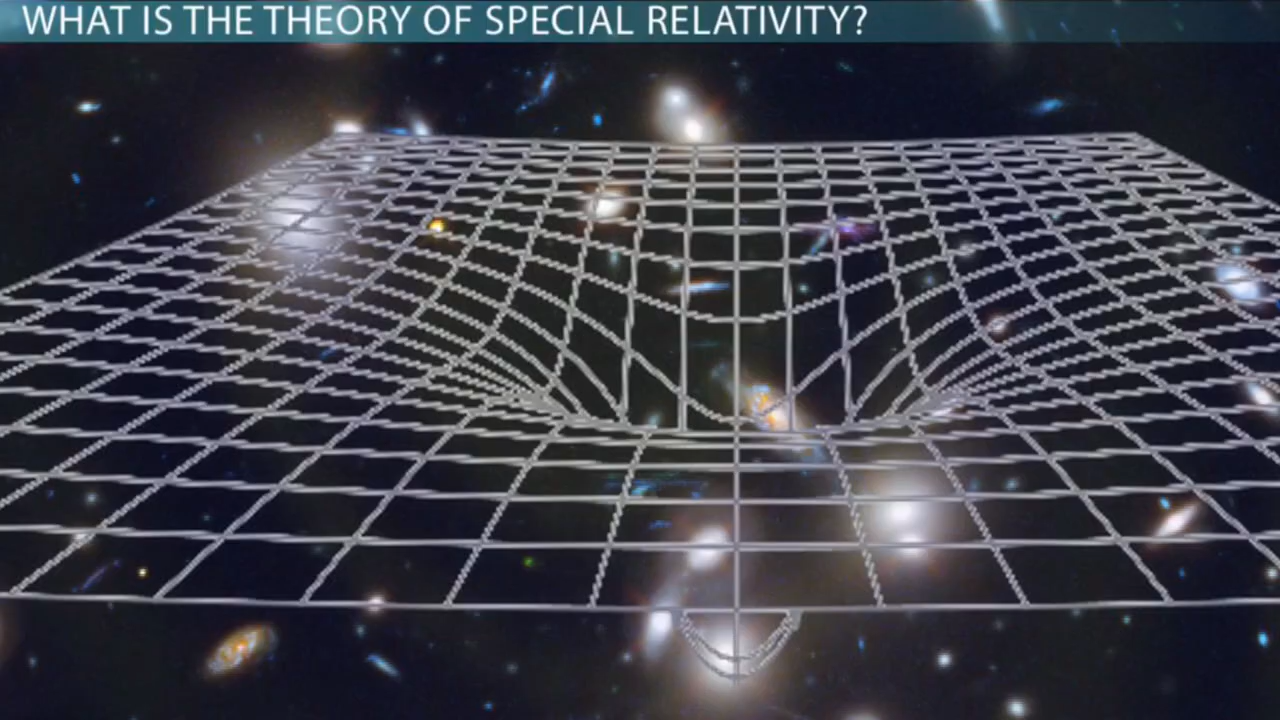 WHAT IS THE THEORY OF SPECIAL RELATIVITY?